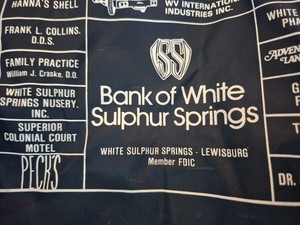 HANNA'S SHELL
FRANK L. COLLINS,
D.D.S.
FAMILY PRACTICE
William J. Craske, D.O.
WHITE SULPHUR
SPRINGS NUSERY,
INC.
SUPERIOR
COLONIAL COURT
MOTEL
PECK'S
WV INTERNATIONAL
INDUSTRIES INC.
Bank of White
Sulphur Springs
WHITE SULPHUR SPRINGS - LEWISBURG
Member FDIC
WHITE
DR.